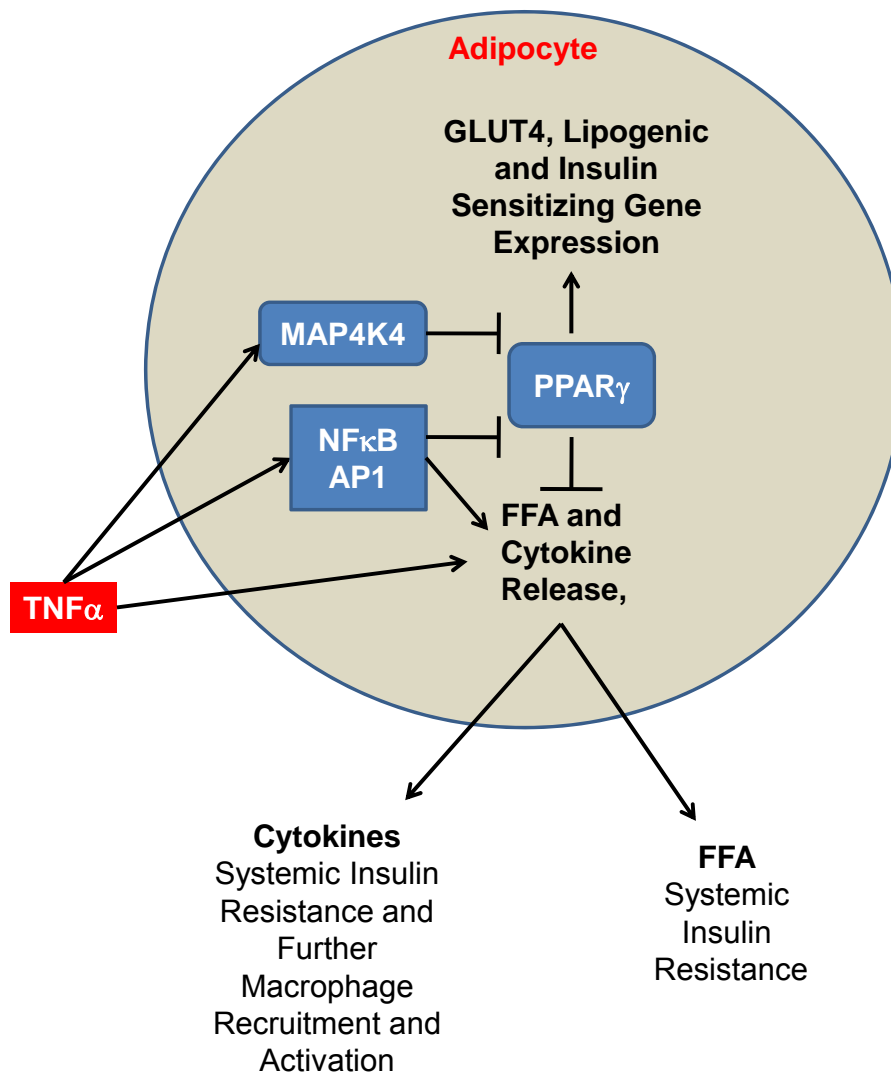 Adipocyte
GLUT4, Lipogenic
and Insulin
Sensitizing Gene
Expression
MAP4K4
PPARγ
NFκB
AP1
FFA and
Cytokine
Release,
TNFα
Cytokines
Systemic Insulin
Resistance and
Further
Macrophage
Recruitment and
Activation
FFA
Systemic
Insulin
Resistance